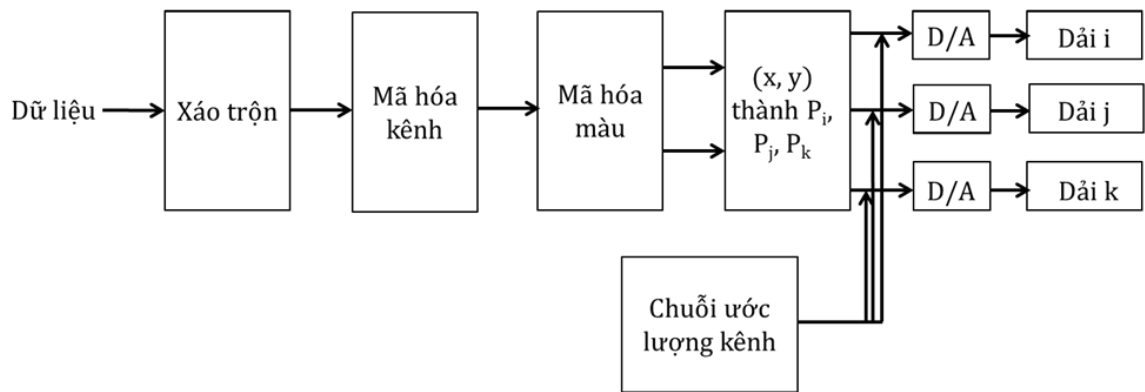 Dữ liệu
Xáo trộn
Mã hóa
kênh
Mã hóa
màu
(x, y)
thành Pi,
Pj, Pk
D/A
Dải i
D/A
Dải j
D/A
Dải k
Chuỗi ước
lượng kênh